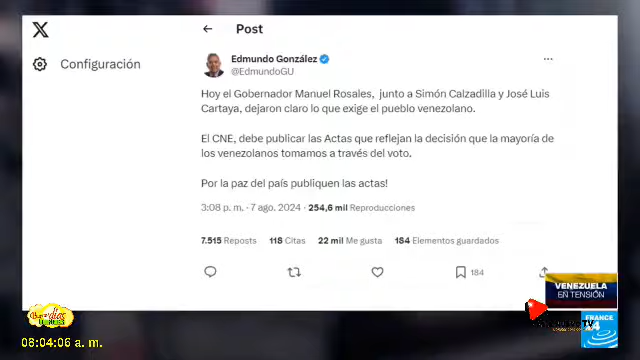 Post
Configuración
Edmundo González
@EdmundoGU
Hoy el Gobernador Manuel Rosales, junto a Simón Calzadilla y José Luis
Cartaya, dejaron claro lo que exige el pueblo venezolano.
El CNE, debe publicar las Actas que reflejan la decisión que la mayoría de
los venezolanos tomamos a través del voto.
Por la paz del país publiquen las actas!
3:08 p. m. · 7 ago. 2024 · 254,6 mil Reproducciones
7.515 Reposts 118 Citas 22 mil Me gusta 184 Elementos guardados
184
VENEZUELA
EN TENSIÓN
FRANCE
24
08:04:06 a. m.